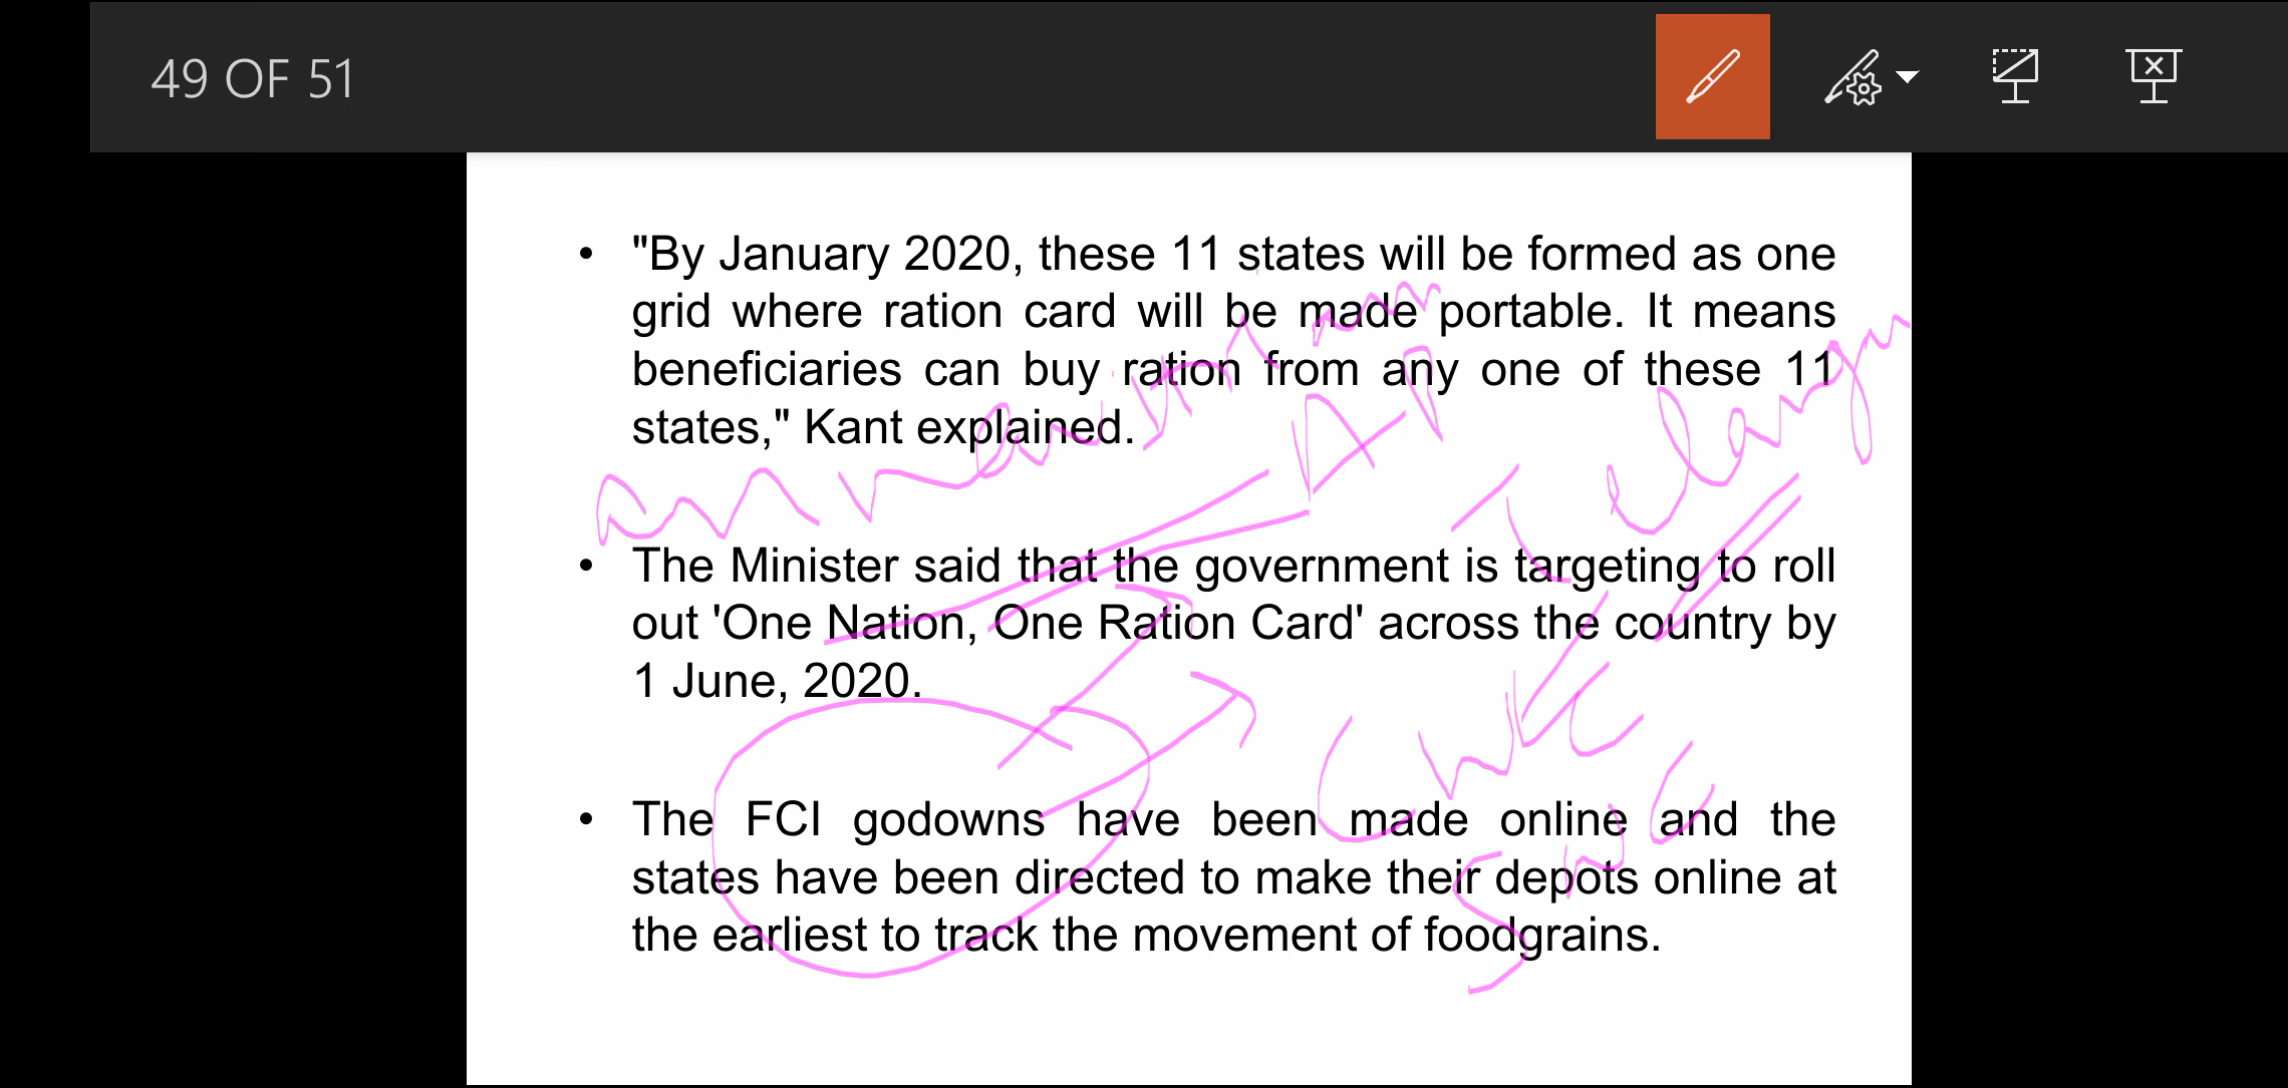 49 OF 51
• "By January 2020, these 11 states will be formed as one
grid where ration card will be made portable. It means
beneficiaries can buy ration from any one of these 11
states," Kant explained.
AP
• The Minister said that the government is targeting to roll
out 'One Nation, One Ration Card' across the country by
1 June, 2020.
CWC
• The FCI godowns have been made online and the
states have been directed to make their depots online at
the earliest to track the movement of foodgrains.
SWC